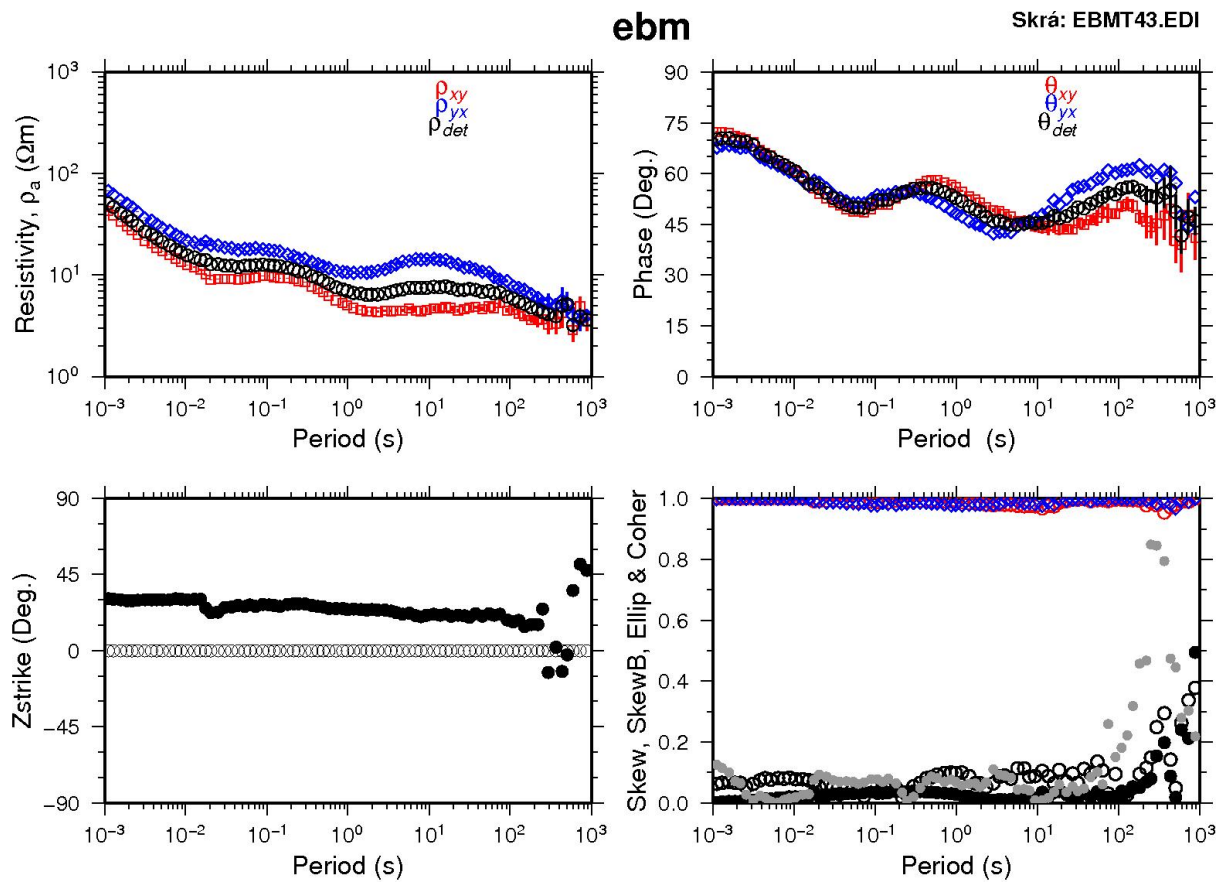 ebm
Skrá: EBMT43.EDI
Resistivity, ρa (Ωm)
10³
10²
10¹
10⁰
ρxy
ρyx
ρdet
10⁻³ 10⁻² 10⁻¹ 10⁰ 10¹ 10² 10³
Period (s)
Phase (Deg.)
90
75
60
45
30
15
0
θxy
θyx
θdet
10⁻³ 10⁻² 10⁻¹ 10⁰ 10¹ 10² 10³
Period (s)
Zstrike (Deg.)
90
45
0
−45
−90
10⁻³ 10⁻² 10⁻¹ 10⁰ 10¹ 10² 10³
Period (s)
Skew, SkewB, Ellip & Coher
1.0
0.8
0.6
0.4
0.2
0.0
10⁻³ 10⁻² 10⁻¹ 10⁰ 10¹ 10² 10³
Period (s)